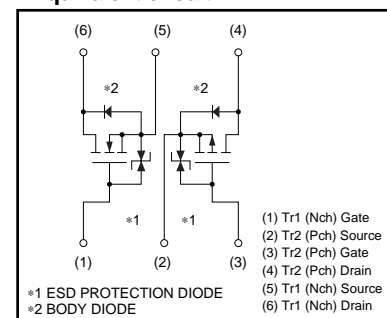 (6) (5) (4)
∗2 ∗2
∗1 ∗1
(1) (2) (3)
(1) Tr1 (Nch) Gate
(2) Tr2 (Pch) Source
(3) Tr2 (Pch) Gate
(4) Tr2 (Pch) Drain
(5) Tr1 (Nch) Source
(6) Tr1 (Nch) Drain
∗1 ESD PROTECTION DIODE
∗2 BODY DIODE